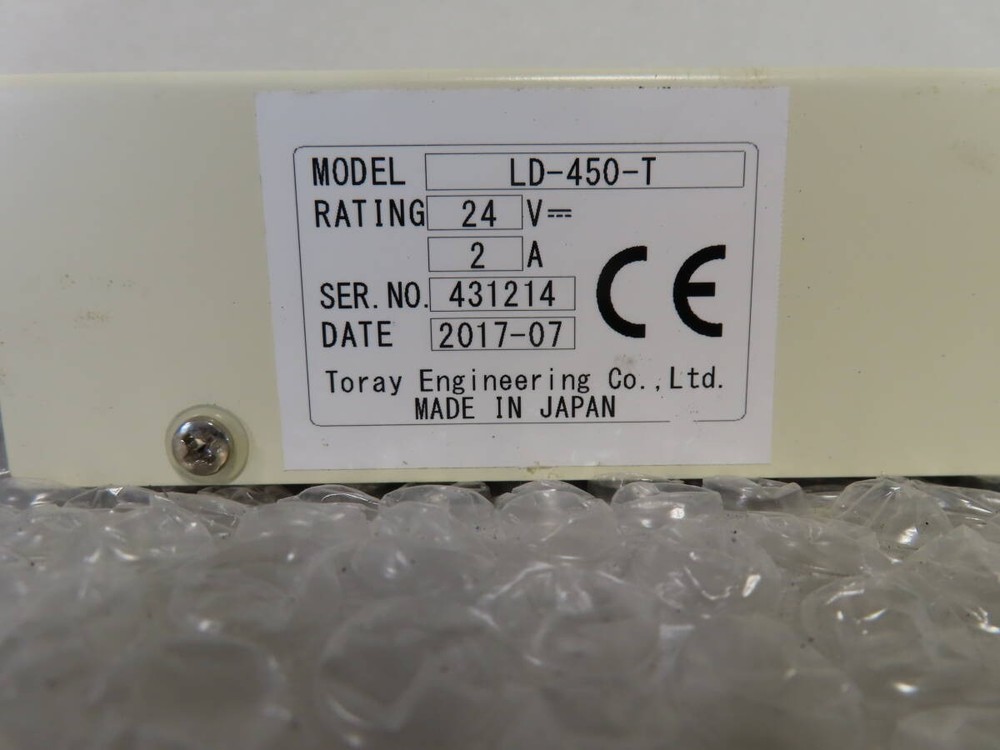 MODEL LD-450-T
RATING 24 V⎓
2 A
SER.NO. 431214
DATE 2017-07
CE
Toray Engineering Co.,Ltd.
MADE IN JAPAN